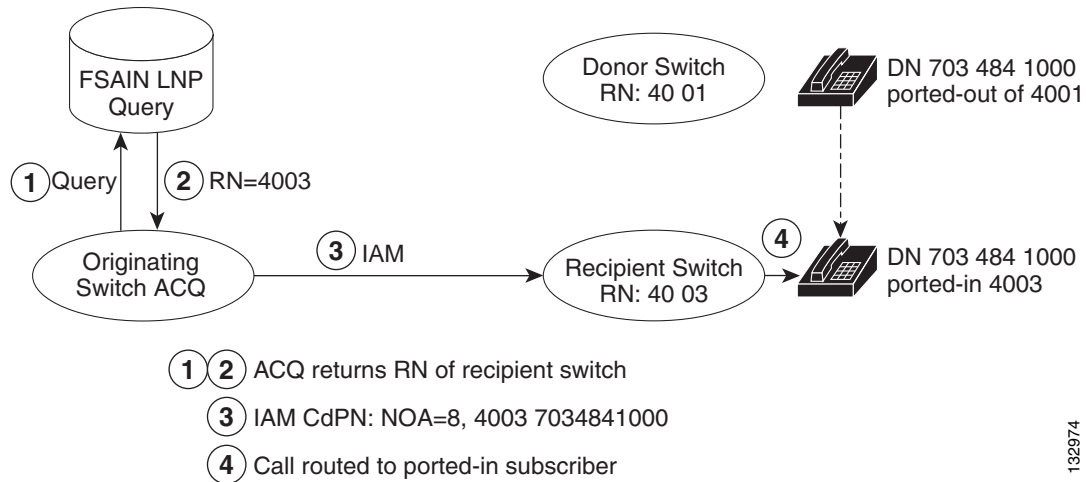 FSAIN LNP
Query
Donor Switch
RN: 40 01
DN 703 484 1000
ported-out of 4001
1 Query
2 RN=4003
Originating
Switch ACQ
3 IAM
Recipient Switch
RN: 40 03
4
DN 703 484 1000
ported-in 4003
1 2 ACQ returns RN of recipient switch
3 IAM CdPN: NOA=8, 4003 7034841000
4 Call routed to ported-in subscriber
132974